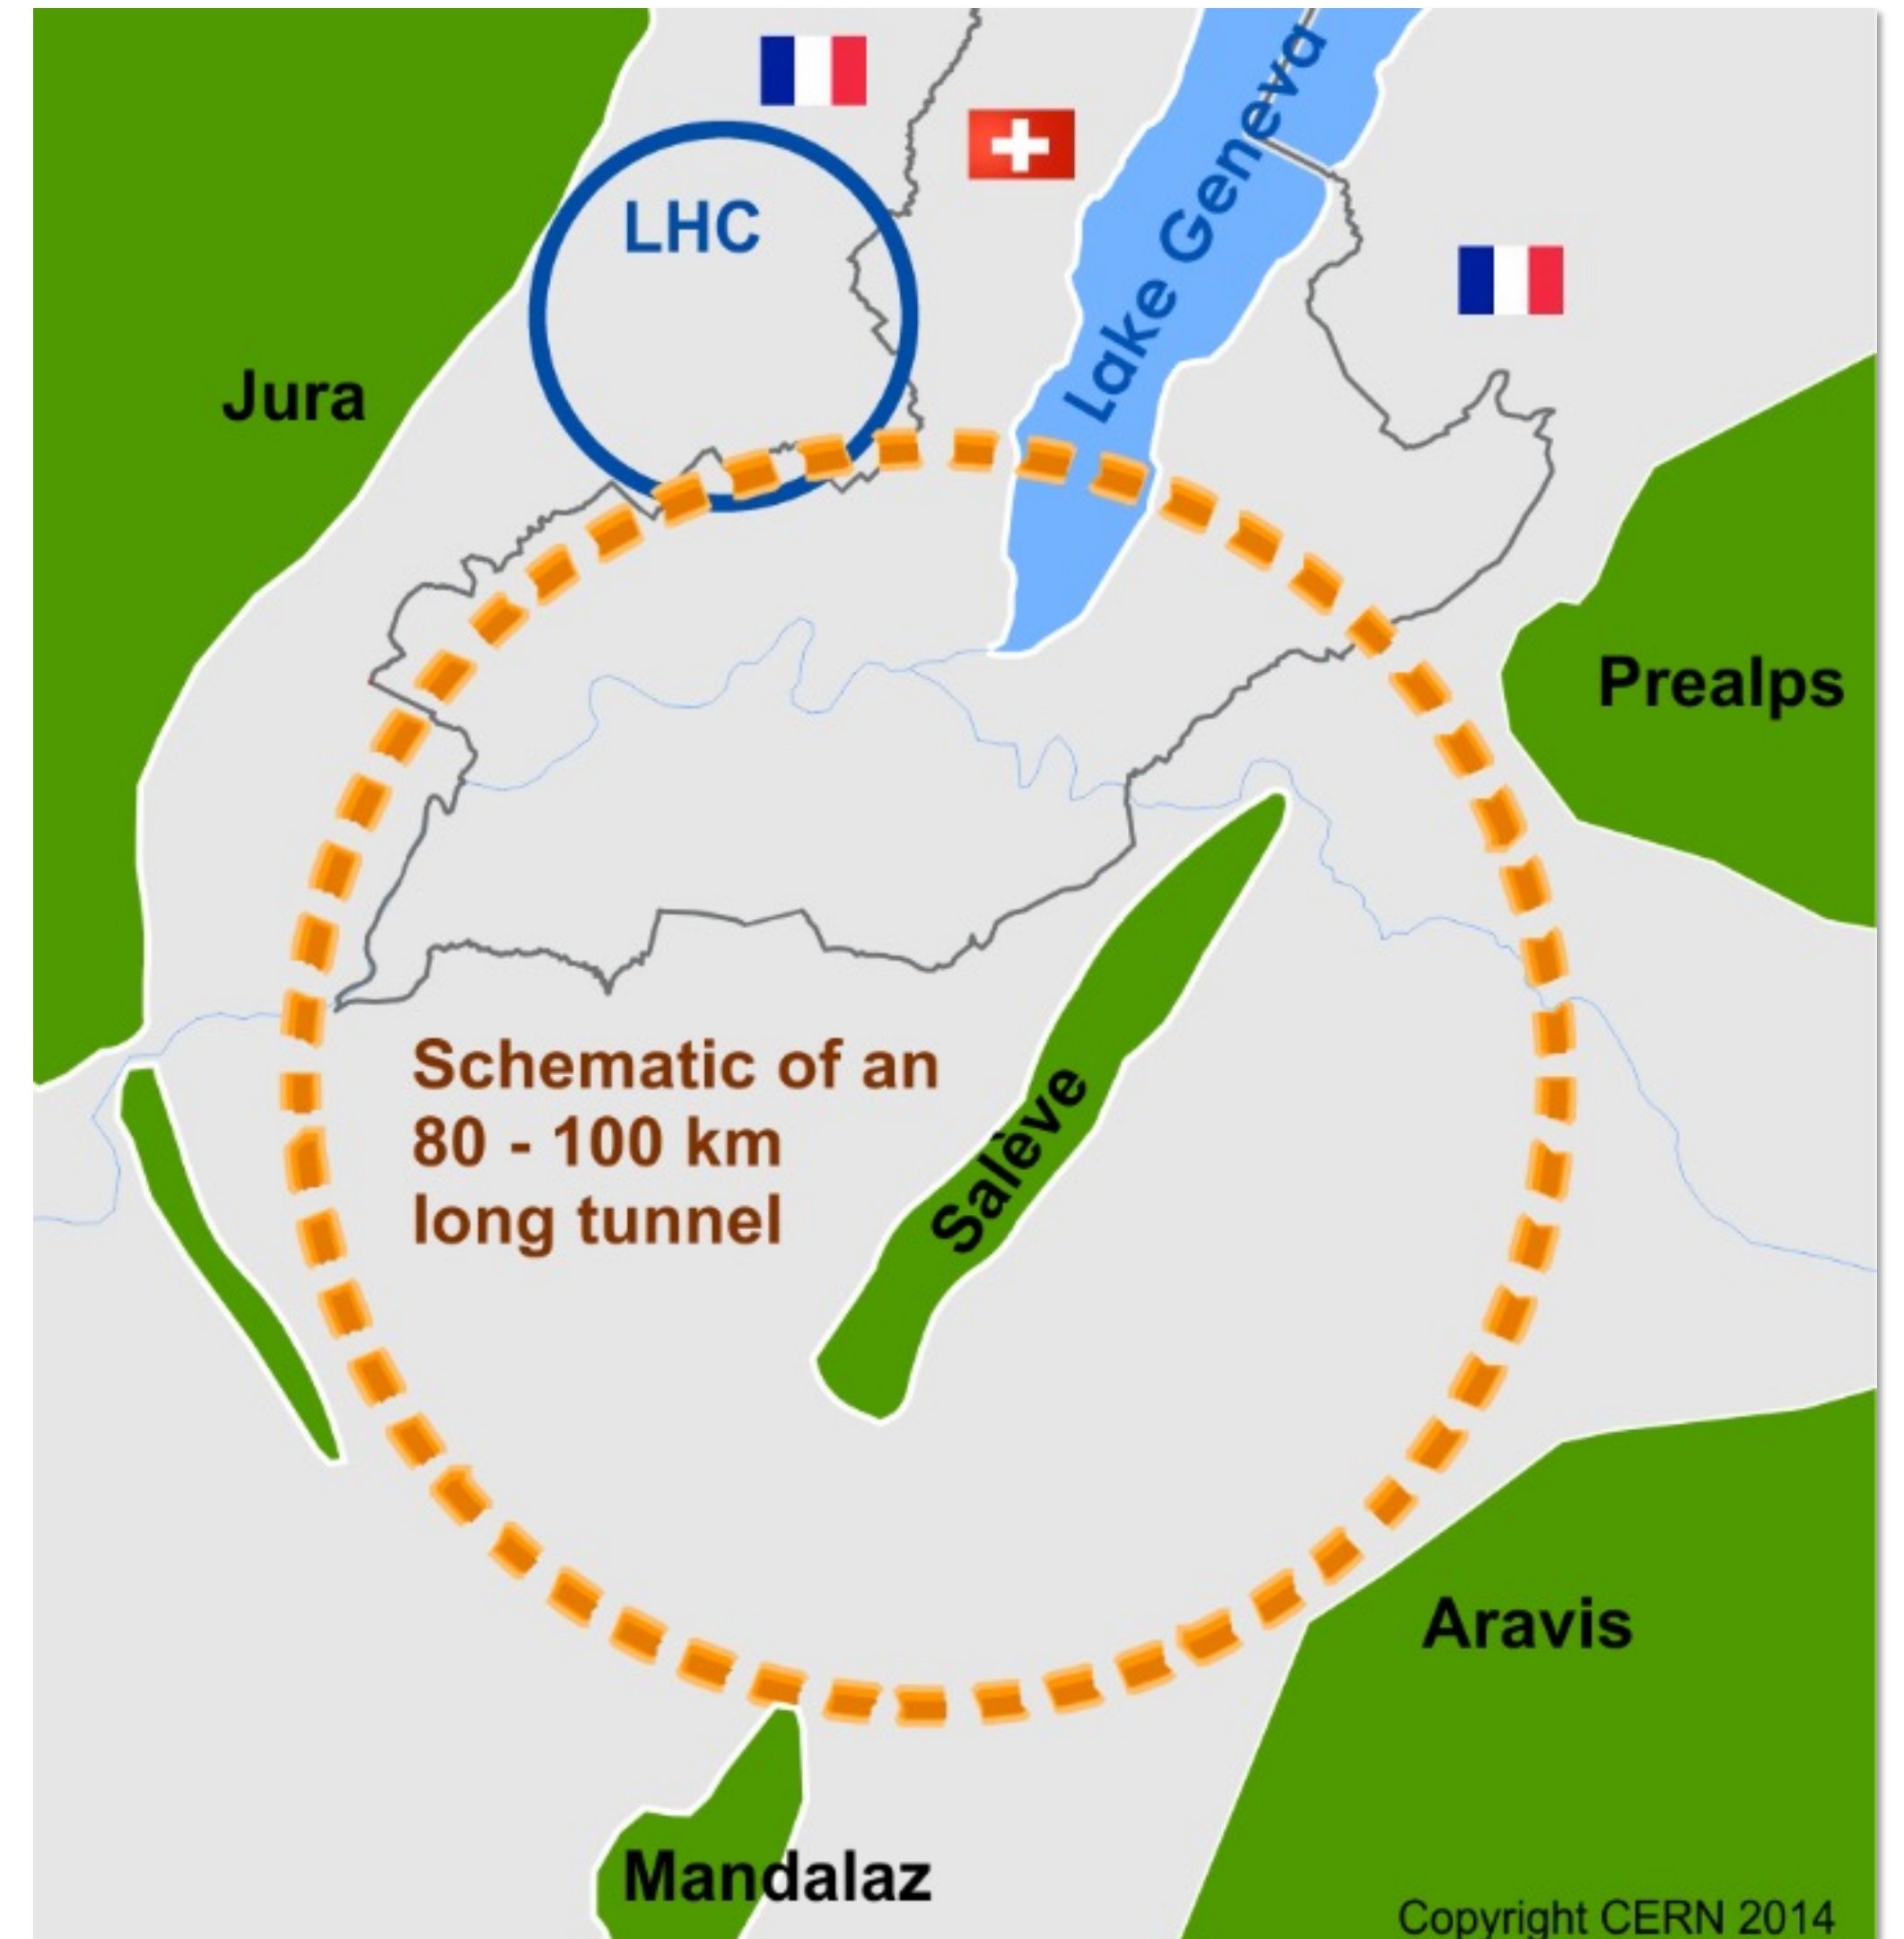 LHC
Lake Geneva
Jura
Prealps
Schematic of an
80 - 100 km
long tunnel
Salève
Aravis
Mandalaz
Copyright CERN 2014